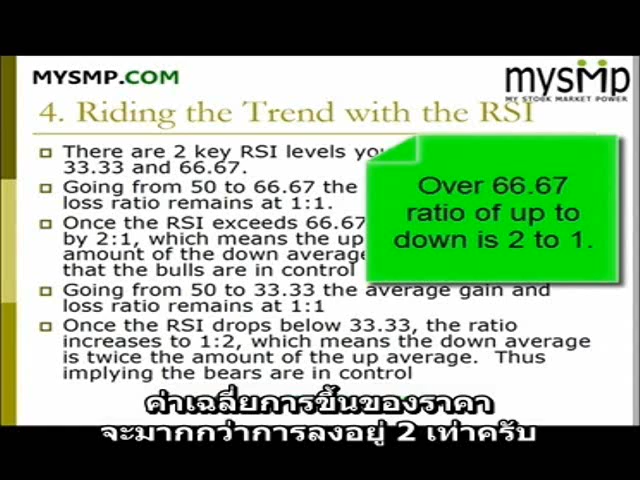 MYSMP.COM
mysmp
MY STOCK MARKET POWER
4. Riding the Trend with the RSI
There are 2 key RSI levels yo
33.33 and 66.67.
Going from 50 to 66.67 the
loss ratio remains at 1:1.
Once the RSI exceeds 66.67
by 2:1, which means the up
amount of the down average
that the bulls are in control
Over 66.67
ratio of up to
down is 2 to 1.
Going from 50 to 33.33 the average gain and
loss ratio remains at 1:1
Once the RSI drops below 33.33, the ratio
increases to 1:2, which means the down average
is twice the amount of the up average.  Thus
implying the bears are in control
ค่าเฉลี่ยการขึ้นของราคา
จะมากกว่าการลงอยู่ 2 เท่าครับ